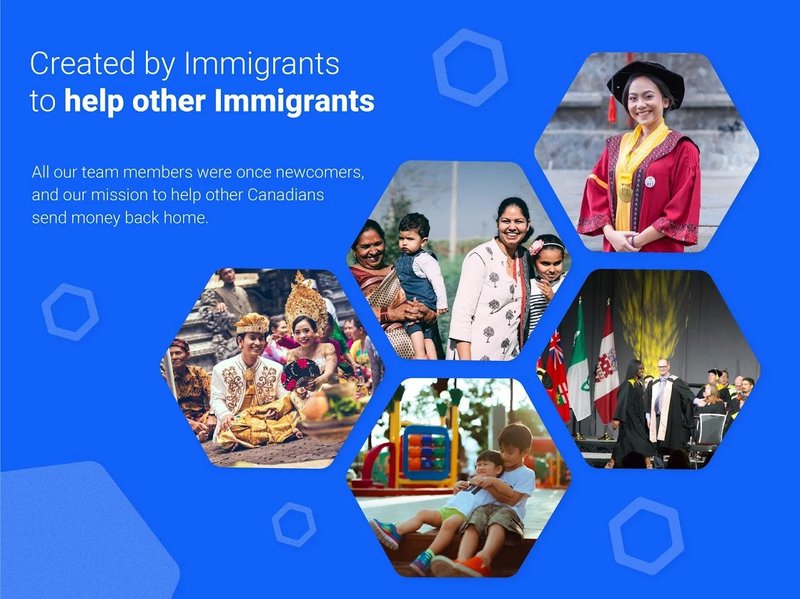 Created by Immigrants
to help other Immigrants
All our team members were once newcomers,
and our mission to help other Canadians
send money back home.